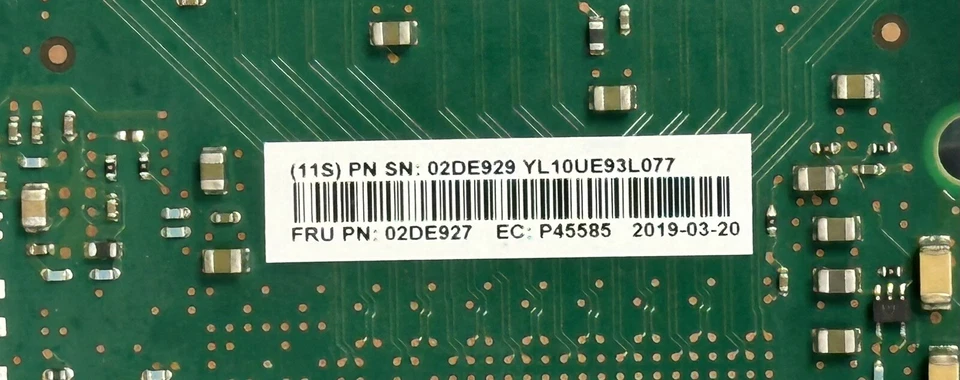 (11S) PN SN: 02DE929 YL10UE93L077
FRU PN: 02DE927 EC: P45585 2019-03-20